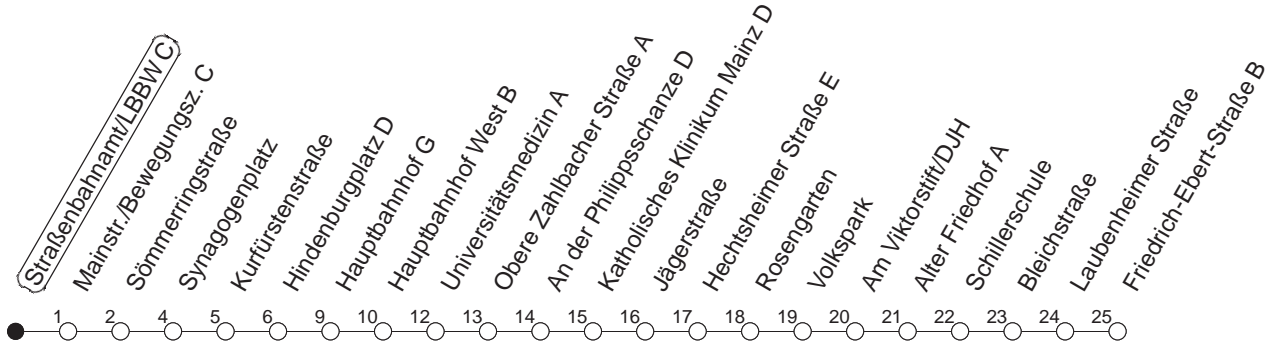 Straßenbahnamt/LBBW C
Mainstr./Bewegungsz. C
Sömmerringstraße
Synagogenplatz
Kurfürstenstraße
Hindenburgplatz D
Hauptbahnhof G
Hauptbahnhof West B
Universitätsmedizin A
Obere Zahlbacher Straße A
An der Philippsschanze D
Katholisches Klinikum Mainz D
Jägerstraße
Hechtsheimer Straße E
Rosengarten
Volkspark
Am Viktorstift/DJH
Alter Friedhof A
Schillerschule
Bleichstraße
Laubenheimer Straße
Friedrich-Ebert-Straße B
1 2 4 5 6 9 10 12 13 14 15 16 17 18 19 20 21 22 23 24 25